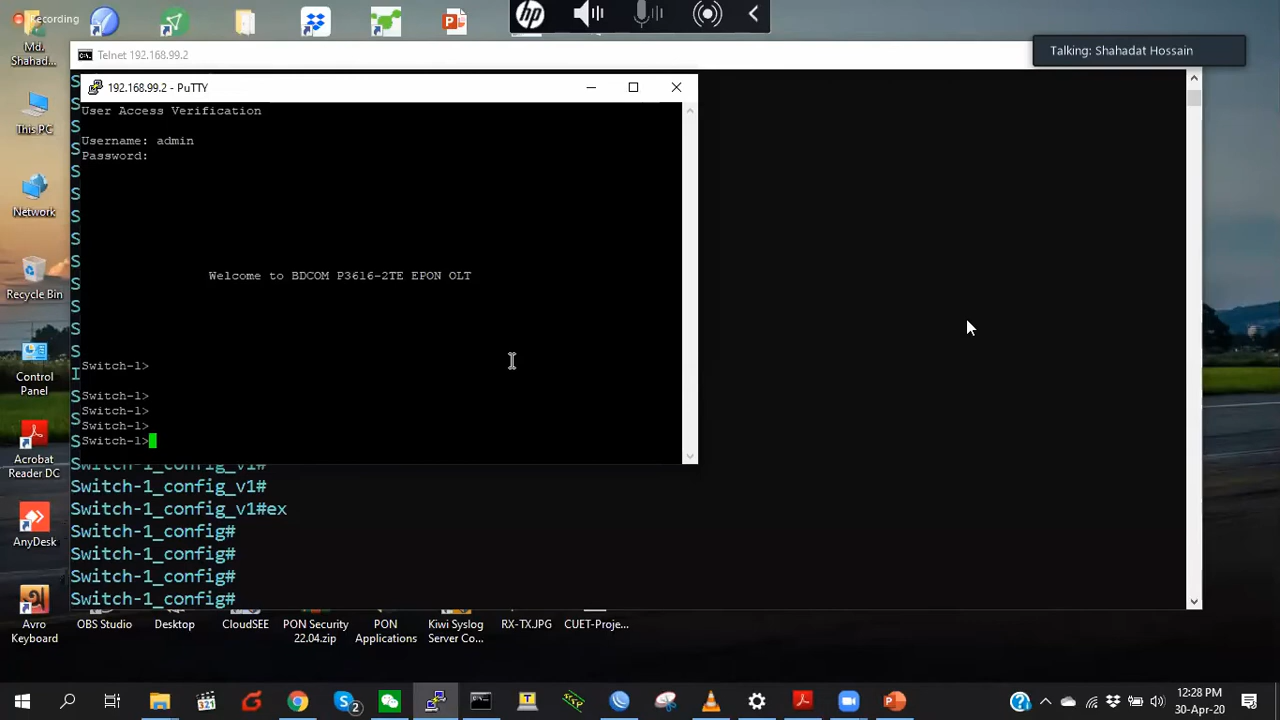 Recording
Talking: Shahadat Hossain
Md. Shahad...
This PC
Network
Recycle Bin
Control Panel
Acrobat Reader DC
AnyDesk
Avro Keyboard
Telnet 192.168.99.2
192.168.99.2 - PuTTY
User Access Verification
Username: admin
Password:
Welcome to BDCOM P3616-2TE EPON OLT
Switch-1>
Switch-1>
Switch-1>
Switch-1>
Switch-1>
Switch-1_config_v1#
Switch-1_config_v1#
Switch-1_config_v1#ex
Switch-1_config#
Switch-1_config#
Switch-1_config#
Switch-1_config#
OBS Studio
Desktop
CloudSEE
PON Security 22.04.zip
PON Applications
Kiwi Syslog Server Co...
RX-TX.JPG
CUET-Proje...
12:28 PM
30-Apr-20